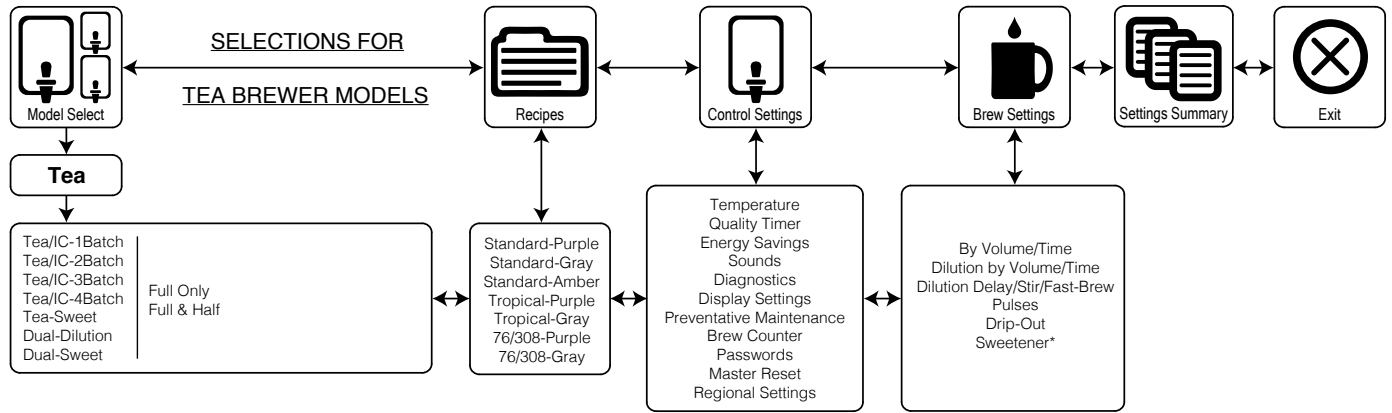 SELECTIONS FOR
TEA BREWER MODELS
Model Select
Recipes
Control Settings
Brew Settings
Settings Summary
Exit
Tea
Tea/IC-1Batch
Tea/IC-2Batch
Tea/IC-3Batch
Tea/IC-4Batch
Tea-Sweet
Dual-Dilution
Dual-Sweet
Full Only
Full & Half
Standard-Purple
Standard-Gray
Standard-Amber
Tropical-Purple
Tropical-Gray
76/308-Purple
76/308-Gray
Temperature
Quality Timer
Energy Savings
Sounds
Diagnostics
Display Settings
Preventative Maintenance
Brew Counter
Passwords
Master Reset
Regional Settings
By Volume/Time
Dilution by Volume/Time
Dilution Delay/Stir/Fast-Brew
Pulses
Drip-Out
Sweetener*